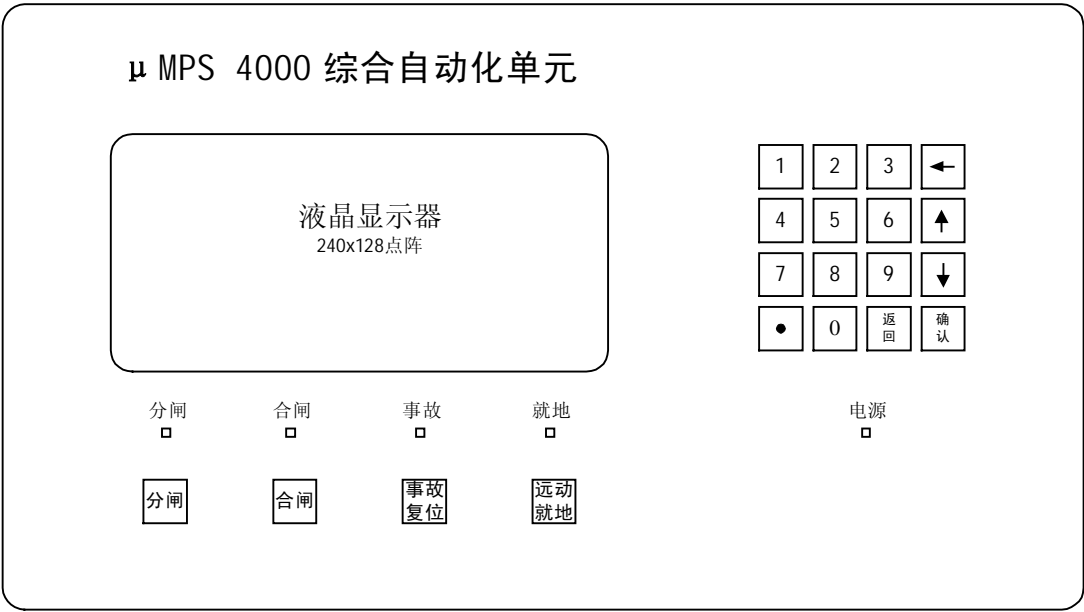 μMPS 4000 综合自动化单元
液晶显示器
240x128点阵
1 2 3 ←
4 5 6 ↑
7 8 9 ↓
● 0 返回 确认
分闸 合闸 事故 就地 电源
分闸 合闸 事故复位 远动就地